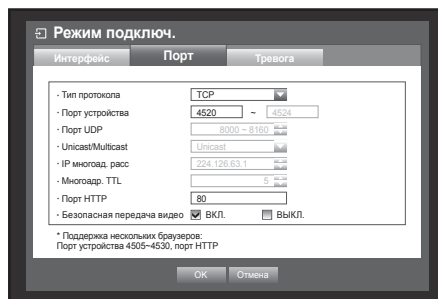 Режим подключ.
Интерфейс Порт Тревога
· Тип протокола TCP
· Порт устройства 4520 ~ 4524
· Порт UDP 8000 ~ 8160
· Unicast/Multicast Unicast
· IP многоад. расс 224.126.63.1
· Многоадр. TTL 5
· Порт HTTP 80
· Безопасная передача видео ВКЛ. ВЫКЛ.
* Поддержка нескольких браузеров:
Порт устройства 4505~4530, порт HTTP
OK Отмена